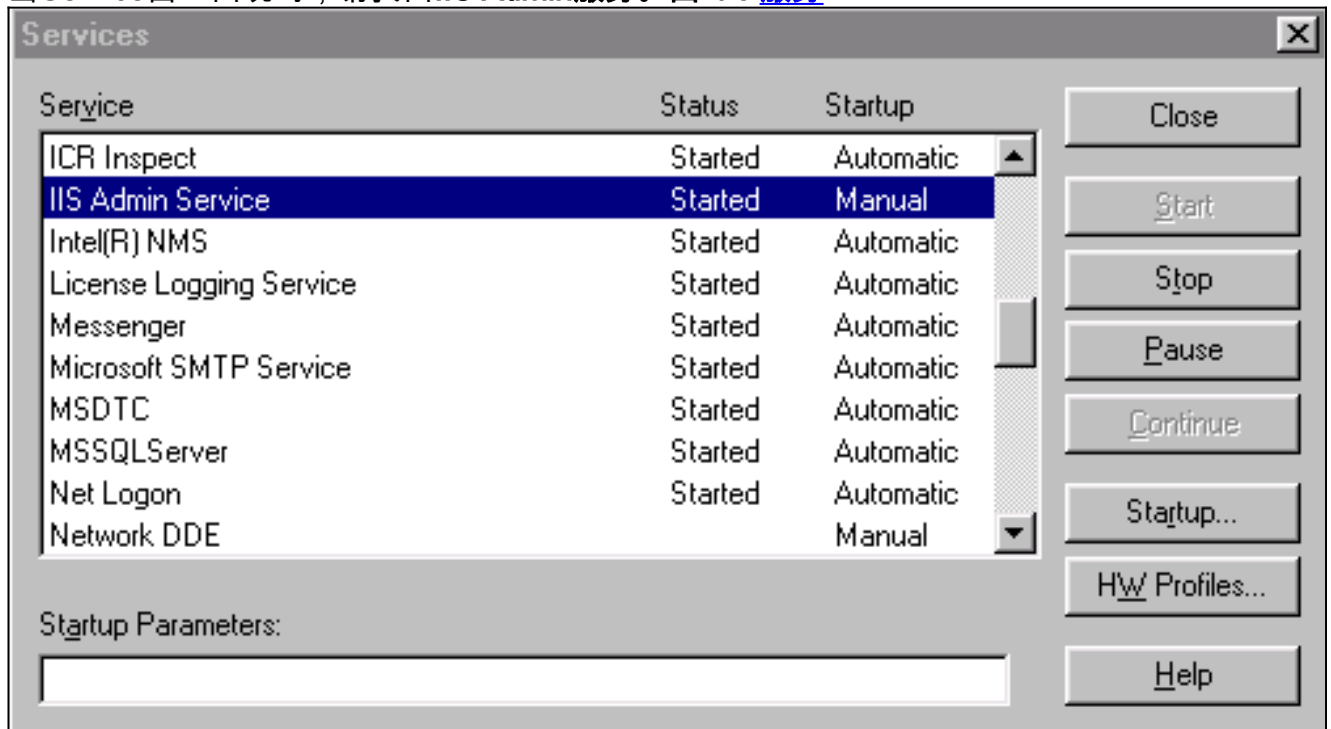 Services
Service Status Startup
ICR Inspect Started Automatic
IIS Admin Service Started Manual
Intel(R) NMS Started Automatic
License Logging Service Started Automatic
Messenger Started Automatic
Microsoft SMTP Service Started Automatic
MSDTC Started Automatic
MSSQLServer Started Automatic
Net Logon Started Automatic
Network DDE Manual
Startup Parameters:
Close
Start
Stop
Pause
Continue
Startup...
HW Profiles...
Help